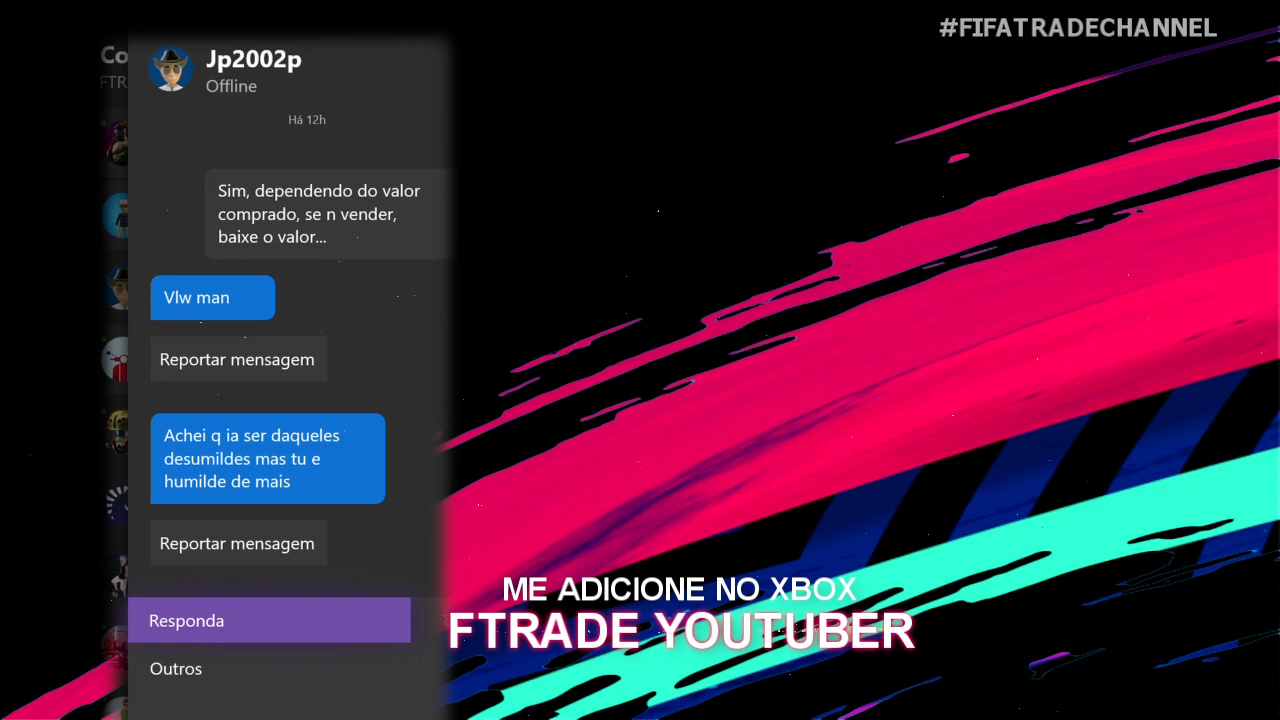 #FIFATRADECHANNEL
Co
FTR
Jp2002p
Offline
Há 12h
Sim, dependendo do valor
comprado, se n vender,
baixe o valor...
Vlw man
Reportar mensagem
Achei q ia ser daqueles
desumildes mas tu e
humilde de mais
Reportar mensagem
Responda
Outros
ME ADICIONE NO XBOX
FTRADE YOUTUBER